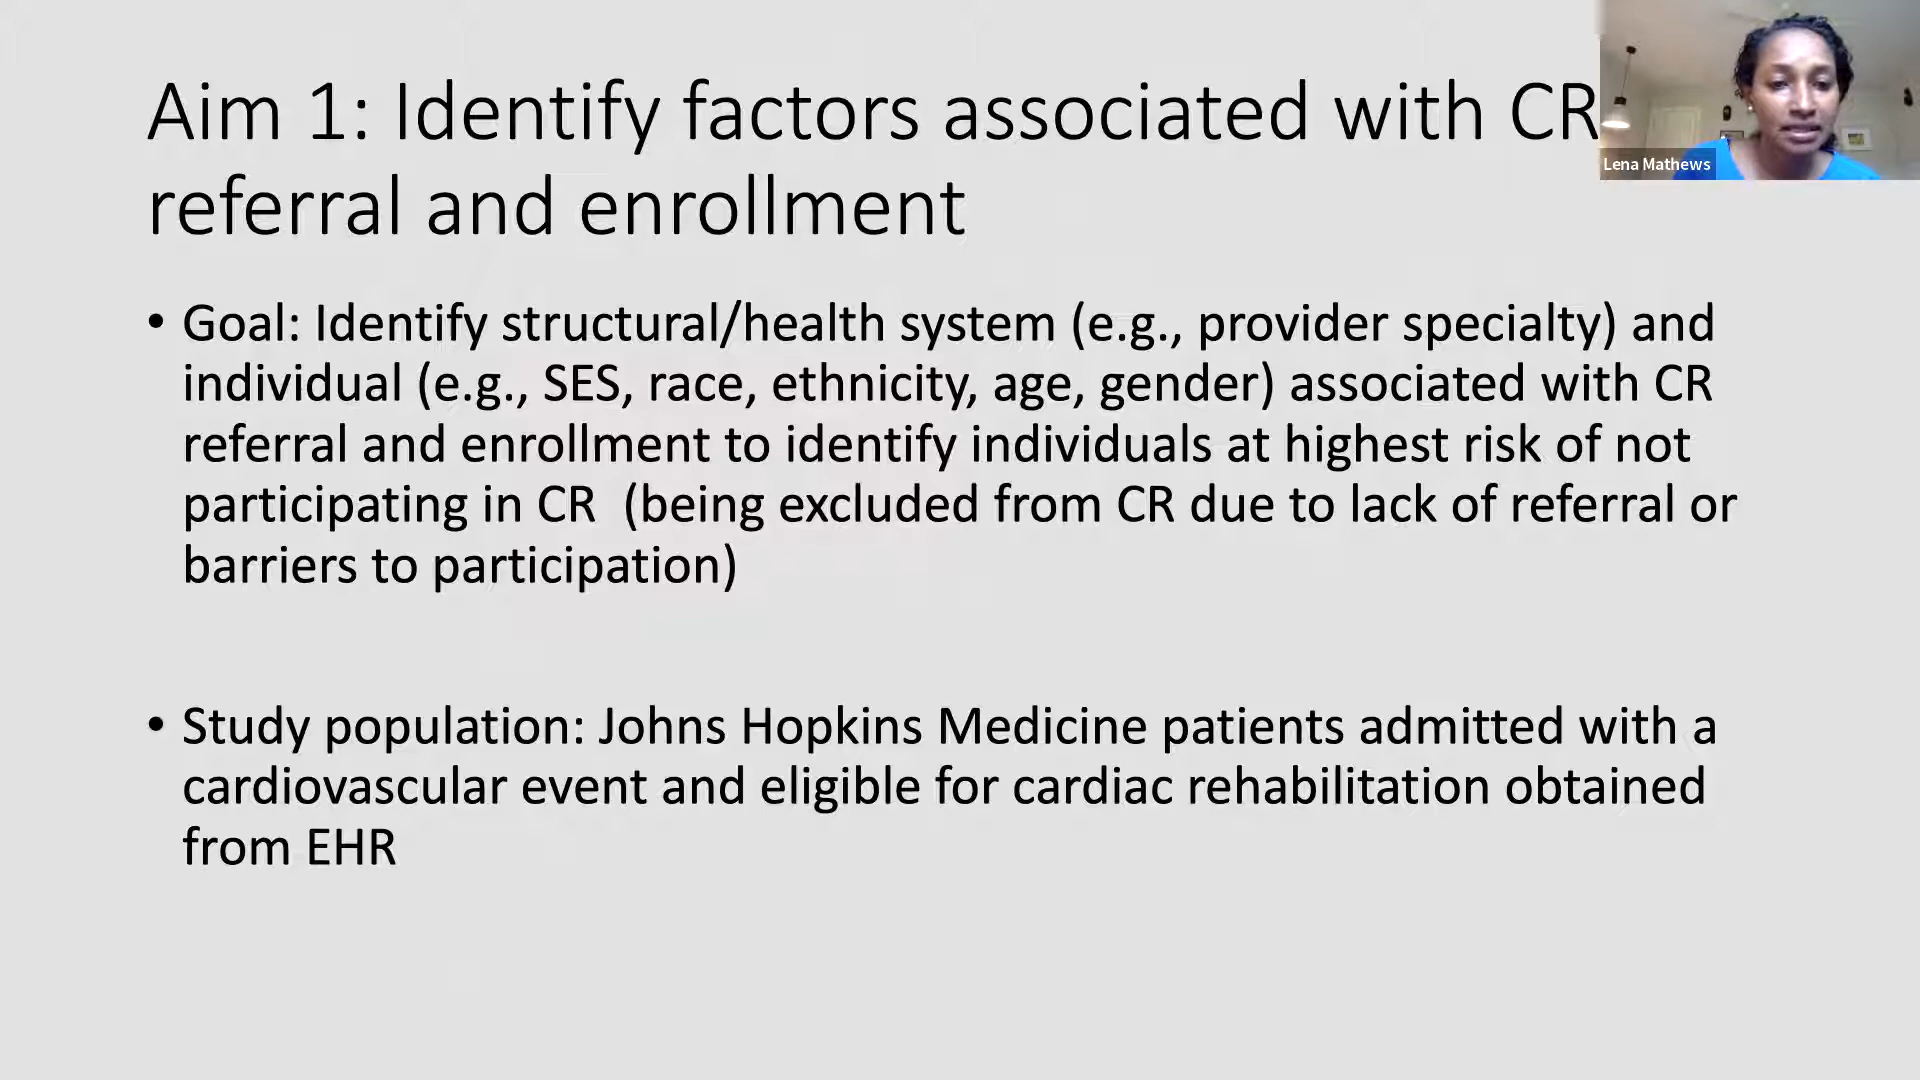 Aim 1: Identify factors associated with CR
referral and enrollment
Lena Mathews
• Goal: Identify structural/health system (e.g., provider specialty) and
individual (e.g., SES, race, ethnicity, age, gender) associated with CR
referral and enrollment to identify individuals at highest risk of not
participating in CR (being excluded from CR due to lack of referral or
barriers to participation)
• Study population: Johns Hopkins Medicine patients admitted with a
cardiovascular event and eligible for cardiac rehabilitation obtained
from EHR